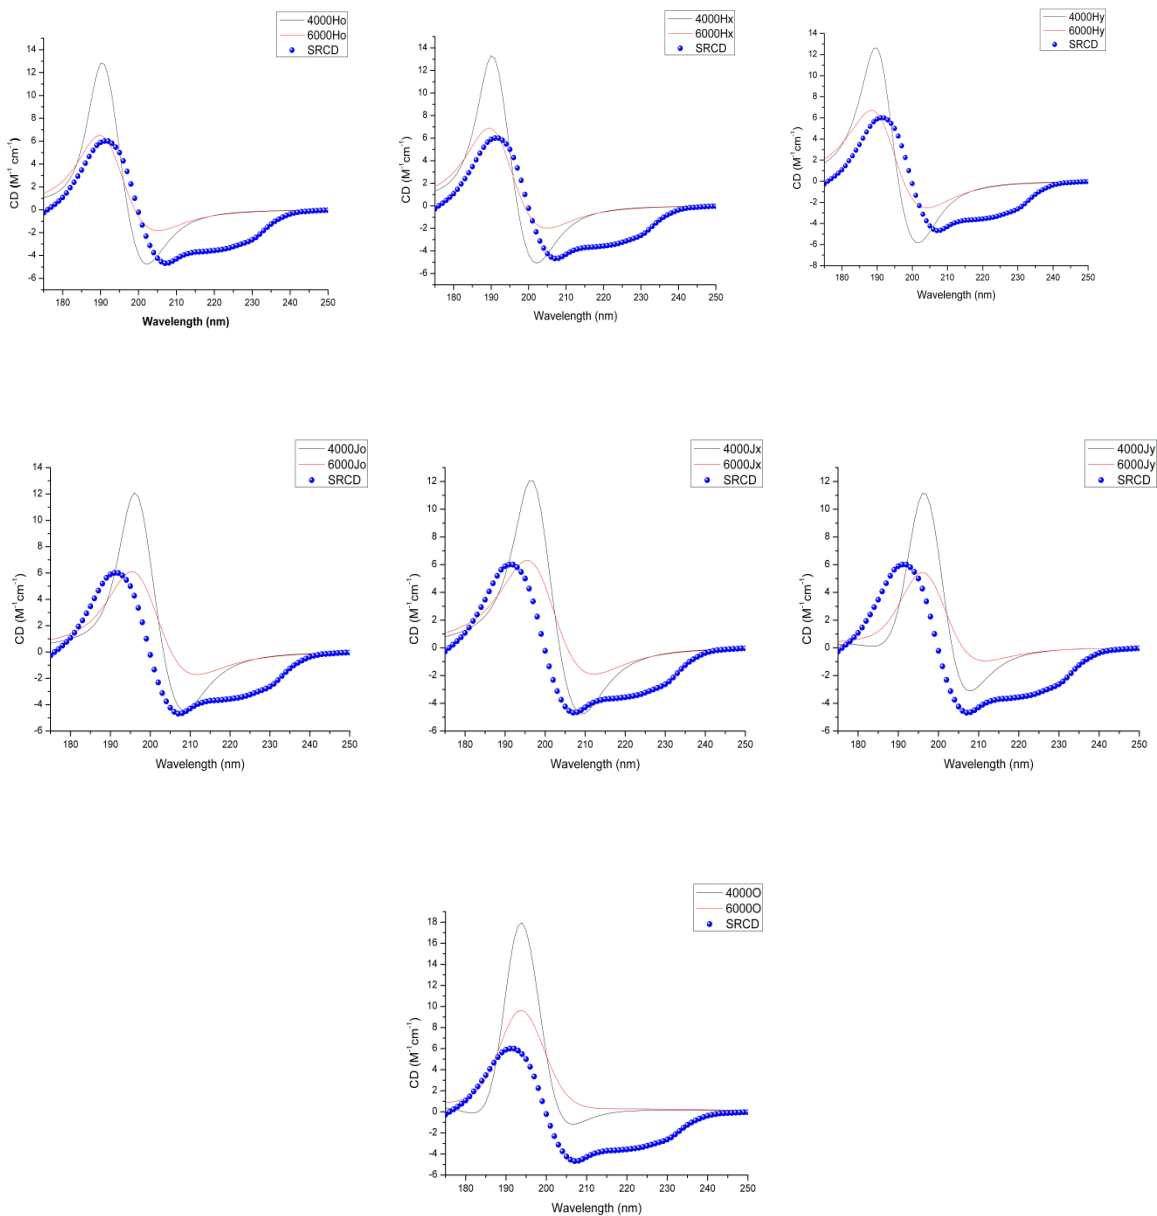 4000Ho
6000Ho
SRCD
14
12
10
8
6
4
2
0
-2
-4
-6
180 190 200 210 220 230 240 250
CD (M⁻¹ cm⁻¹)
Wavelength (nm)
4000Hx
6000Hx
SRCD
14
12
10
8
6
4
2
0
-2
-4
-6
180 190 200 210 220 230 240 250
CD (M⁻¹ cm⁻¹)
Wavelength (nm)
4000Hy
6000Hy
SRCD
14
12
10
8
6
4
2
0
-2
-4
-6
-8
180 190 200 210 220 230 240 250
CD (M⁻¹ cm⁻¹)
Wavelength (nm)
4000Jo
6000Jo
SRCD
14
12
10
8
6
4
2
0
-2
-4
-6
180 190 200 210 220 230 240 250
CD (M⁻¹cm⁻¹)
Wavelength (nm)
4000Jx
6000Jx
SRCD
12
10
8
6
4
2
0
-2
-4
-6
180 190 200 210 220 230 240 250
CD (M⁻¹cm⁻¹)
Wavelength (nm)
4000Jy
6000Jy
SRCD
12
10
8
6
4
2
0
-2
-4
-6
180 190 200 210 220 230 240 250
CD (M⁻¹cm⁻¹)
Wavelength (nm)
4000O
6000O
SRCD
18
16
14
12
10
8
6
4
2
0
-2
-4
-6
180 190 200 210 220 230 240 250
CD (M⁻¹cm⁻¹)
Wavelength (nm)